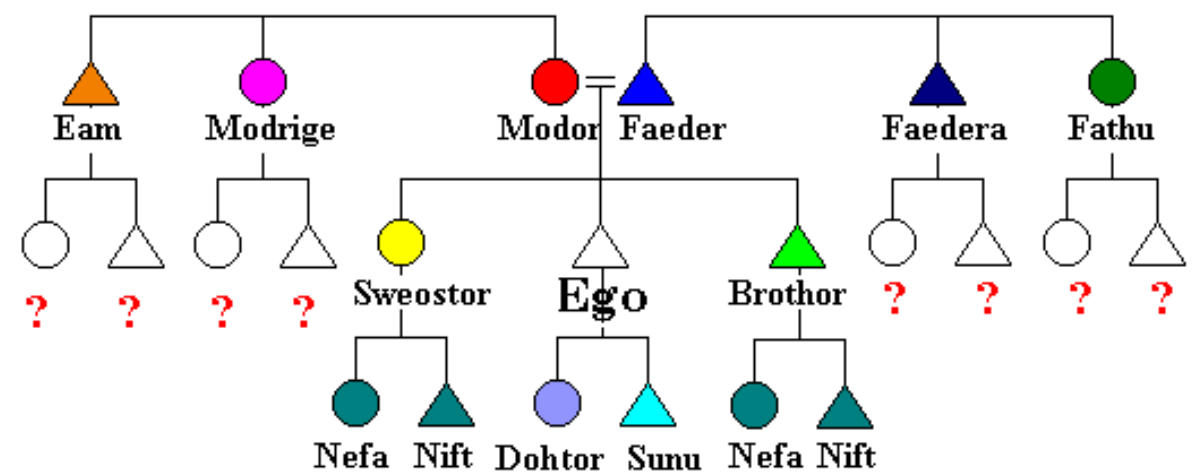 Eam Modrige Modor Faeder Faedera Fathu
? ? ? ? Sweostor Ego Brothor ? ? ? ?
Nefa Nift Dohtor Sunu Nefa Nift